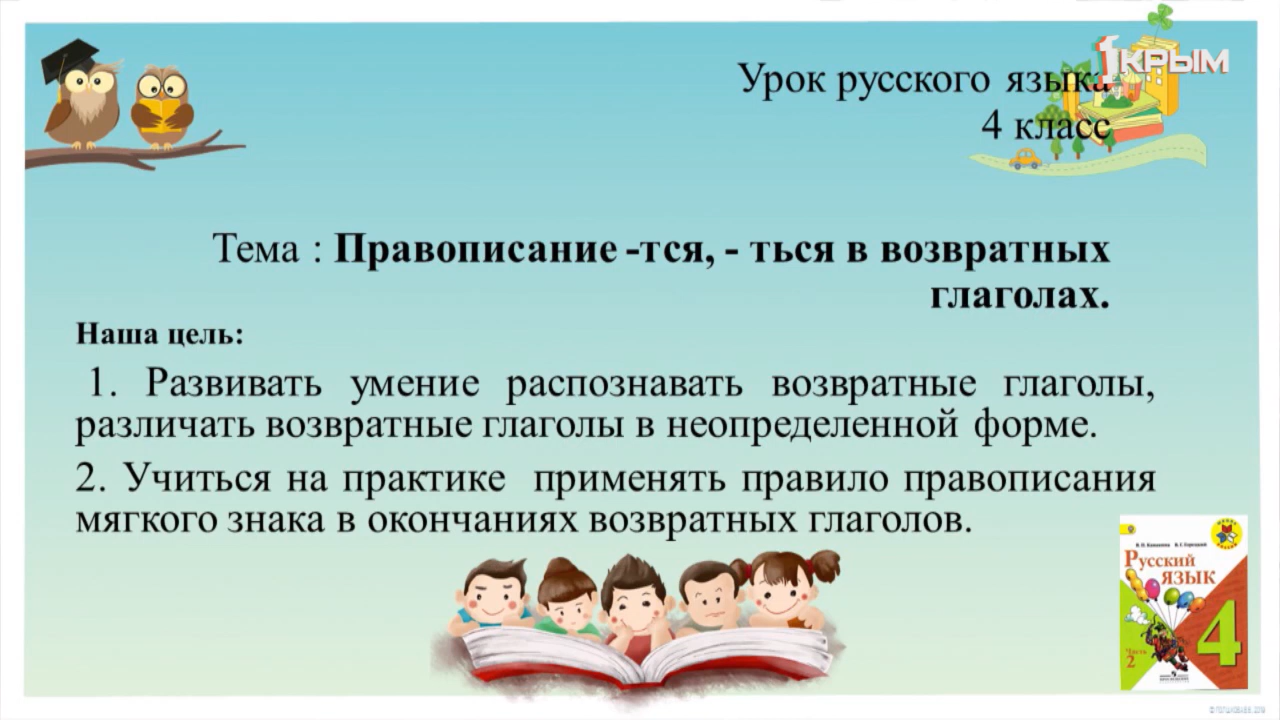 1КРЫМ
Урок русского языка
4 класс
Тема : Правописание -тся, - ться в возвратных
глаголах.
Наша цель:
1. Развивать умение распознавать возвратные глаголы,
различать возвратные глаголы в неопределенной форме.
2. Учиться на практике применять правило правописания
мягкого знака в окончаниях возвратных глаголов.
Русский
язык
4
Часть
2